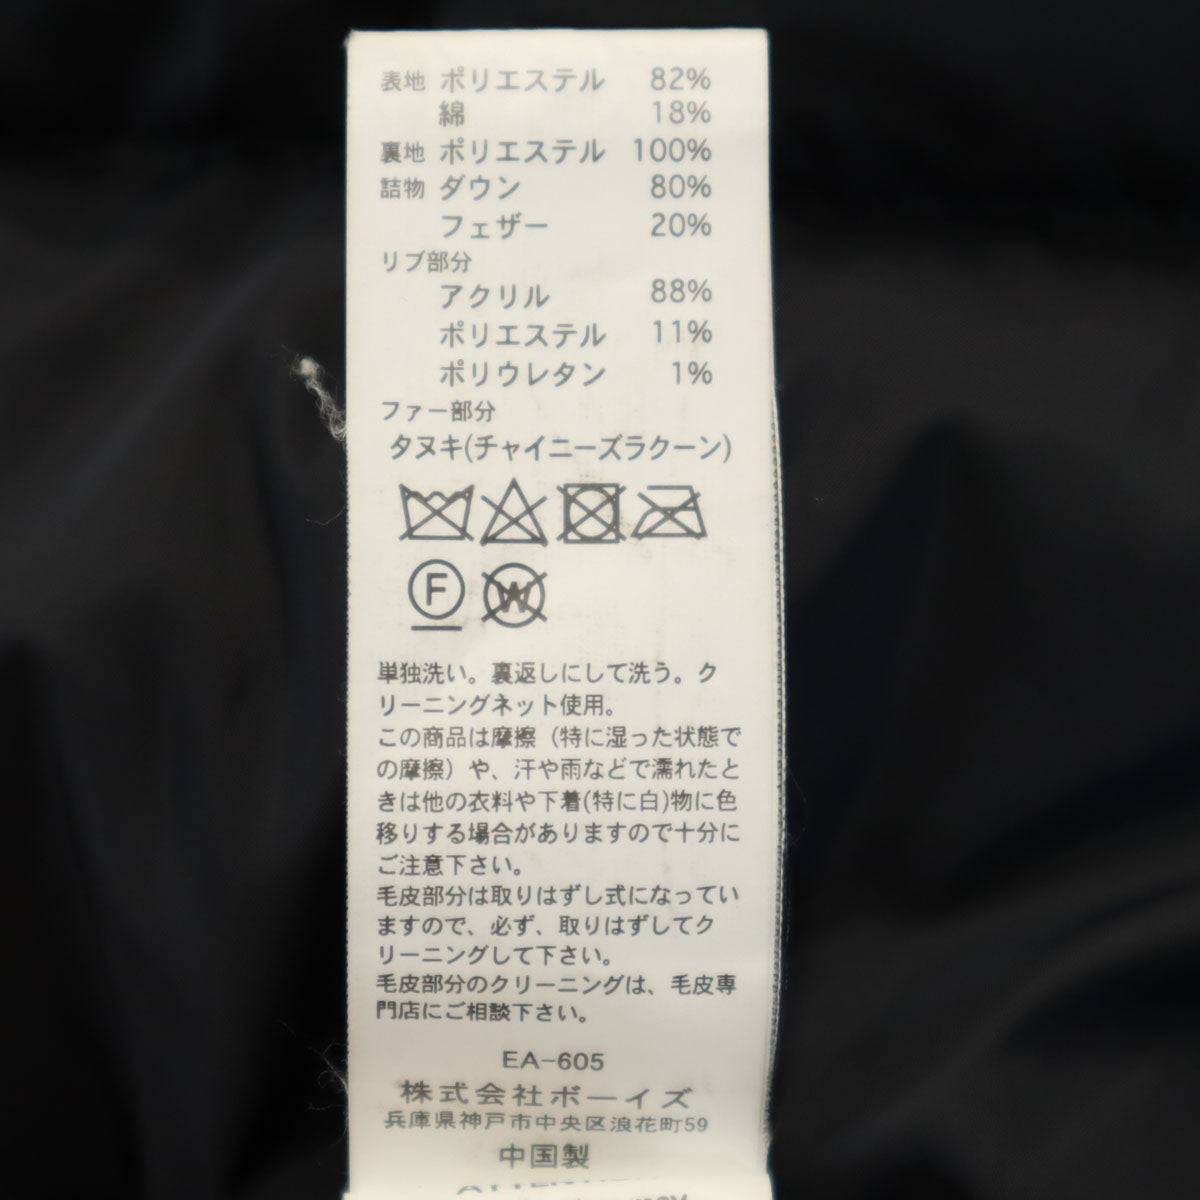 表地 ポリエステル 82%
綿 18%
裏地 ポリエステル 100%
詰物 ダウン 80%
フェザー 20%
リブ部分
アクリル 88%
ポリエステル 11%
ポリウレタン 1%
ファー部分
タヌキ(チャイニーズラクーン)
F W
単独洗い。裏返しにして洗う。ク
リーニングネット使用。
この商品は摩擦（特に湿った状態で
の摩擦）や、汗や雨などで濡れたと
きは他の衣料や下着(特に白)物に色
移りする場合がありますので十分に
ご注意下さい。
毛皮部分は取りはずし式になってい
ますので、必ず、取りはずしてク
リーニングして下さい。
毛皮部分のクリーニングは、毛皮専
門店にご相談下さい。
EA-605
株式会社ボーイズ
兵庫県神戸市中央区浪花町59
中国製